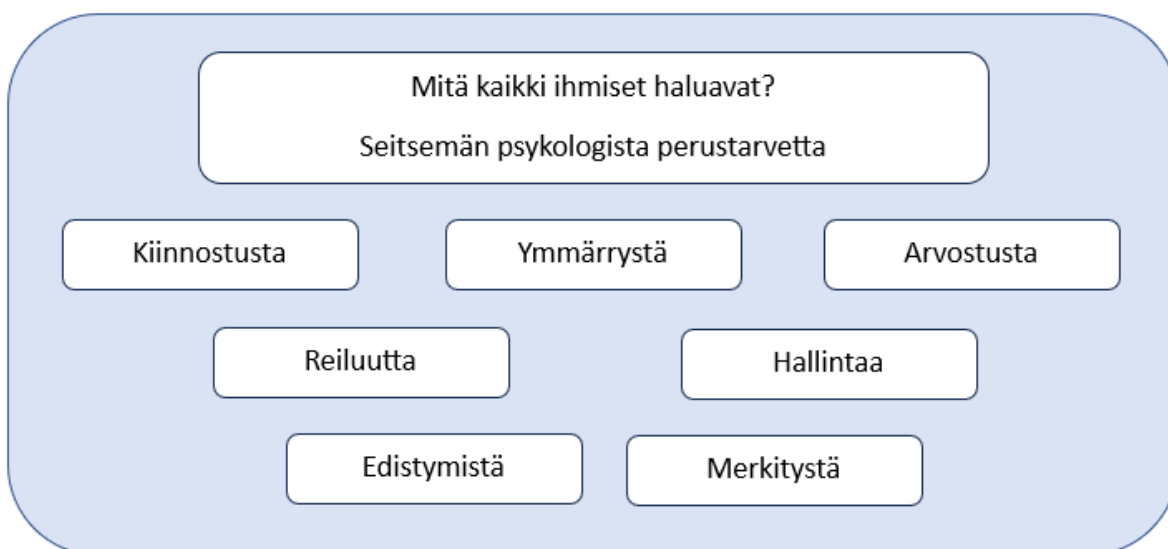 Mitä kaikki ihmiset haluavat?
Seitsemän psykologista perustarvetta
Kiinnostusta
Ymmärrystä
Arvostusta
Reiluutta
Hallintaa
Edistymistä
Merkitystä